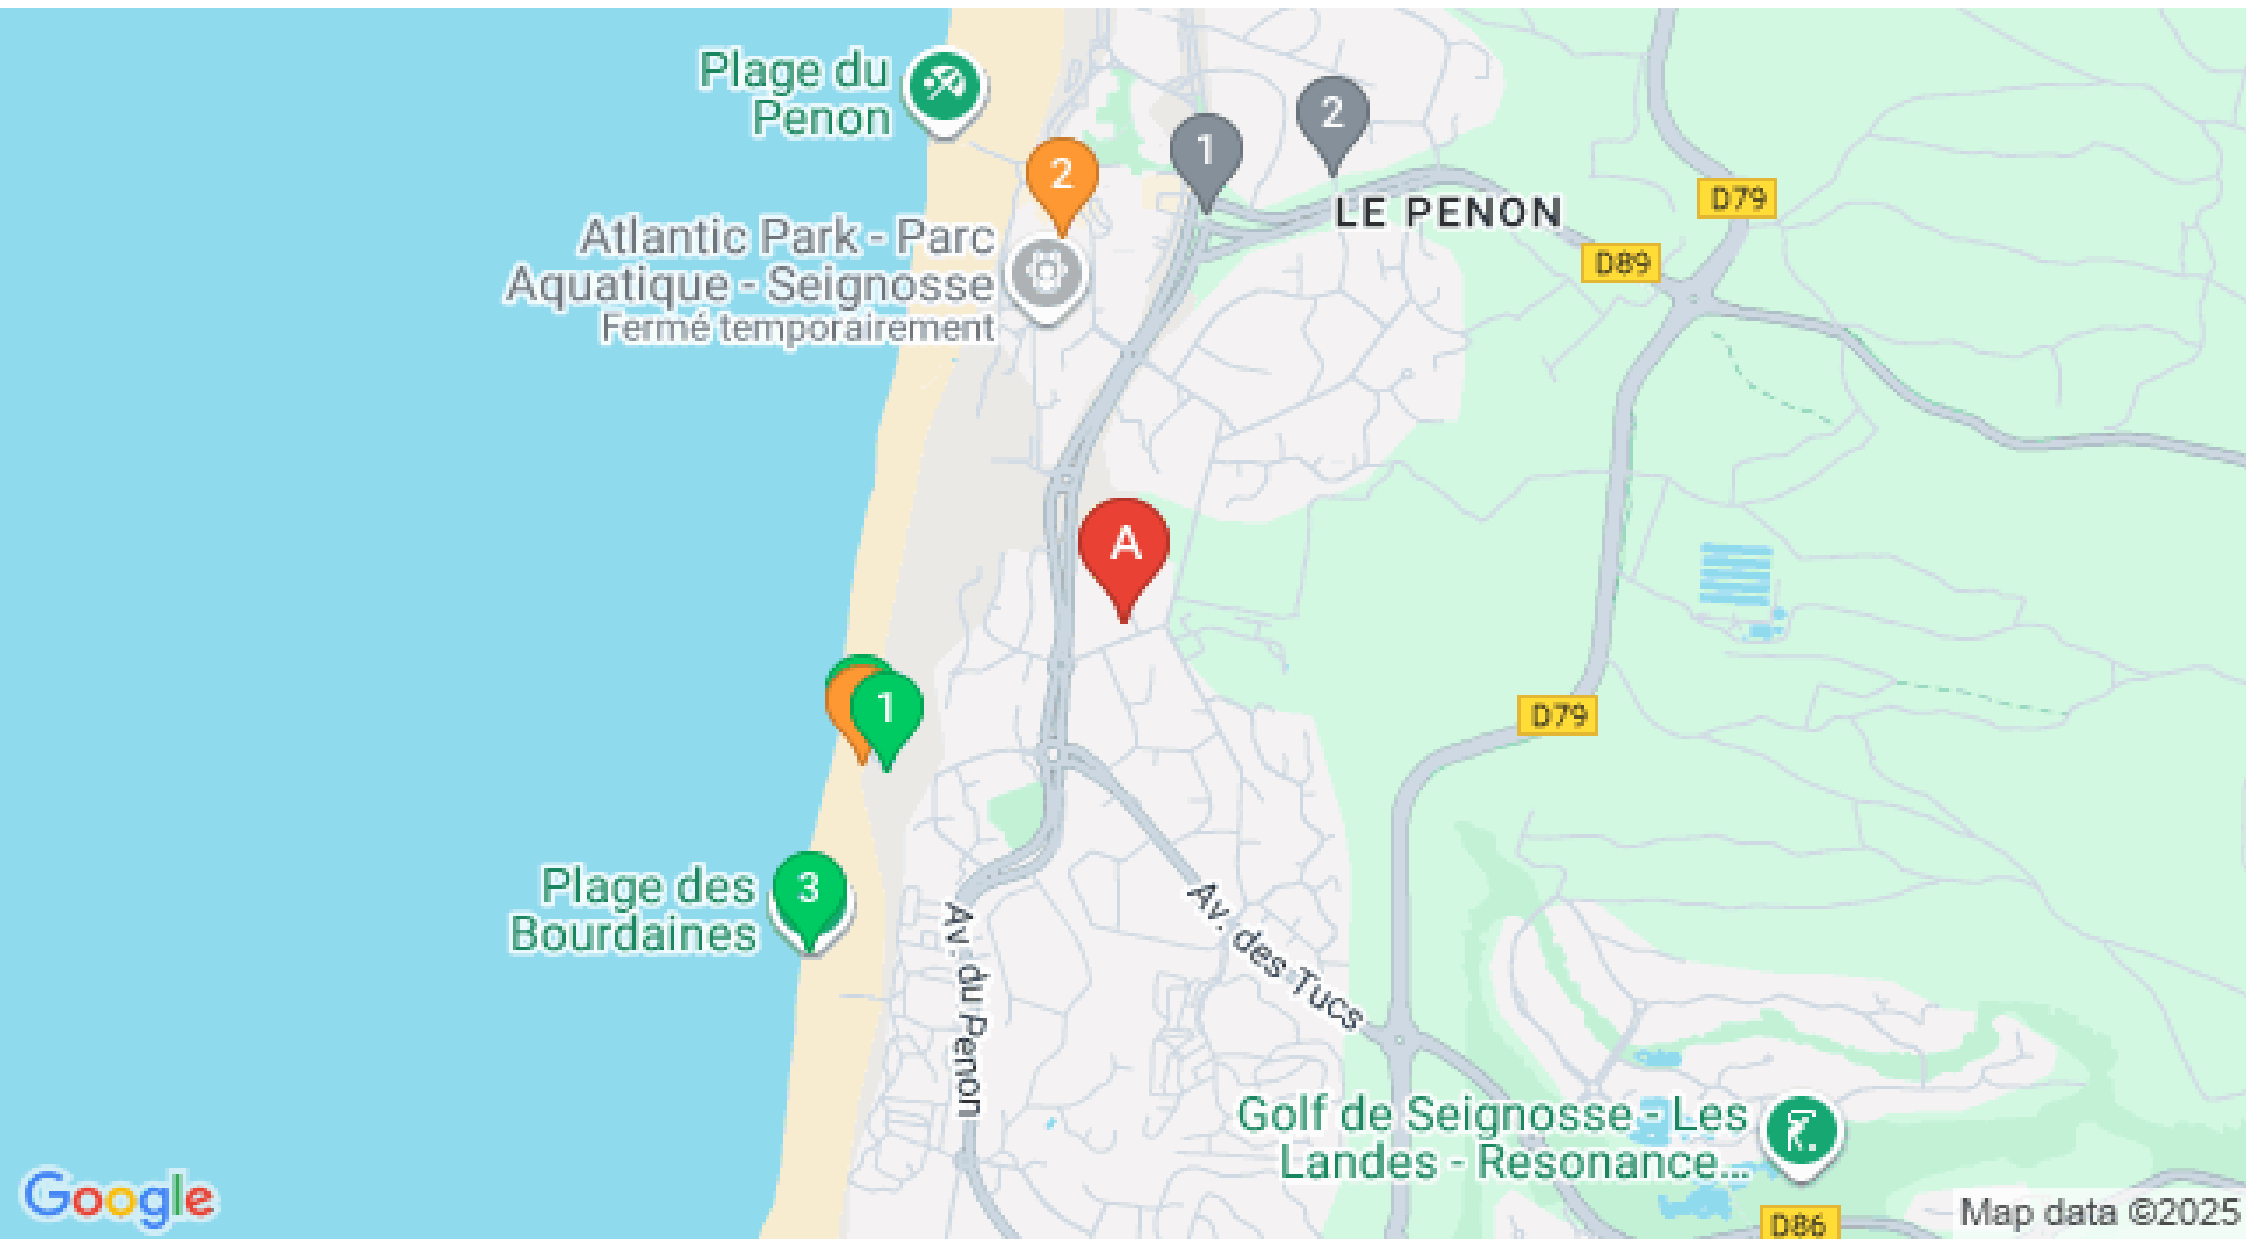 Plage du
Penon
2
1
2
Atlantic Park - Parc
Aquatique - Seignosse
Fermé temporairement
LE PENON
D79
D89
A
1
D79
3
Plage des
Bourdaines
Av. du Penon
Av. des Tucs
Golf de Seignosse - Les
Landes - Resonance...
D86
Google
Map data ©2025